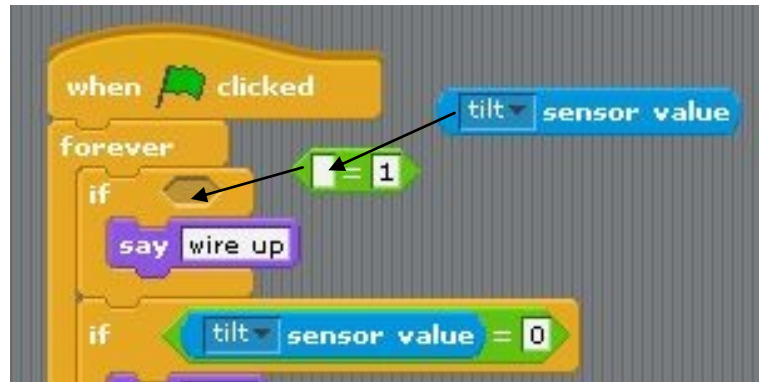 when clicked
tilt sensor value
forever
= 1
if
say wire up
if tilt sensor value = 0